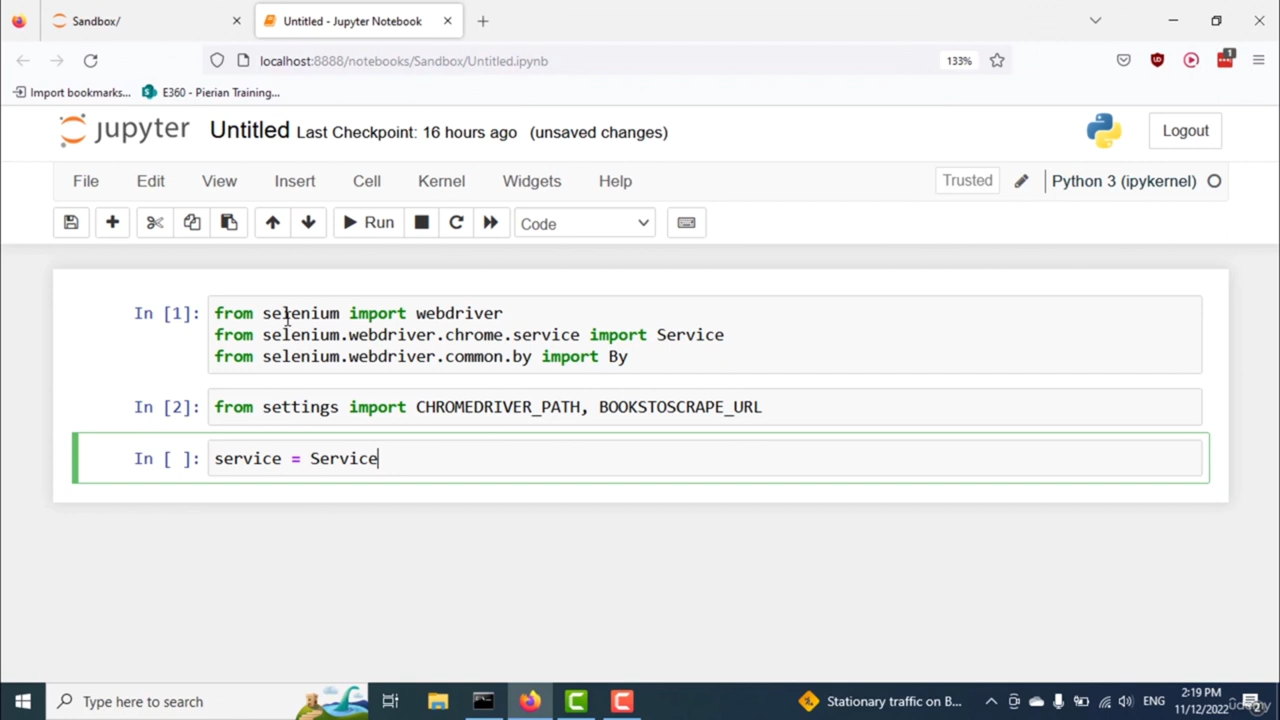 Sandbox/
Untitled - Jupyter Notebook
localhost:8888/notebooks/Sandbox/Untitled.ipynb
133%
1
Import bookmarks...
E360 - Pierian Training...
jupyter
Untitled
Last Checkpoint: 16 hours ago (unsaved changes)
Logout
File
Edit
View
Insert
Cell
Kernel
Widgets
Help
Trusted
Python 3 (ipykernel)
Run
Code
In [1]:
from selenium import webdriver
from selenium.webdriver.chrome.service import Service
from selenium.webdriver.common.by import By
In [2]:
from settings import CHROMEDRIVER_PATH, BOOKSTOSCRAPE_URL
In [ ]:
service = Service
Type here to search
Stationary traffic on B...
ENG
2:19 PM
11/12/2022
2
udemy